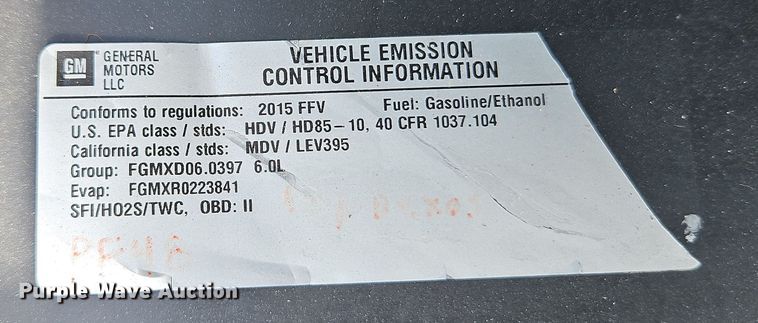 GM
GENERAL
MOTORS
LLC
VEHICLE EMISSION
CONTROL INFORMATION
Conforms to regulations: 2015 FFV Fuel: Gasoline/Ethanol
U.S. EPA class / stds: HDV / HD85-10, 40 CFR 1037.104
California class / stds: MDV / LEV395
Group: FGMXD06.0397 6.0L
Evap: FGMXR0223841
SFI/HO2S/TWC, OBD: II
Purple Wave Auction